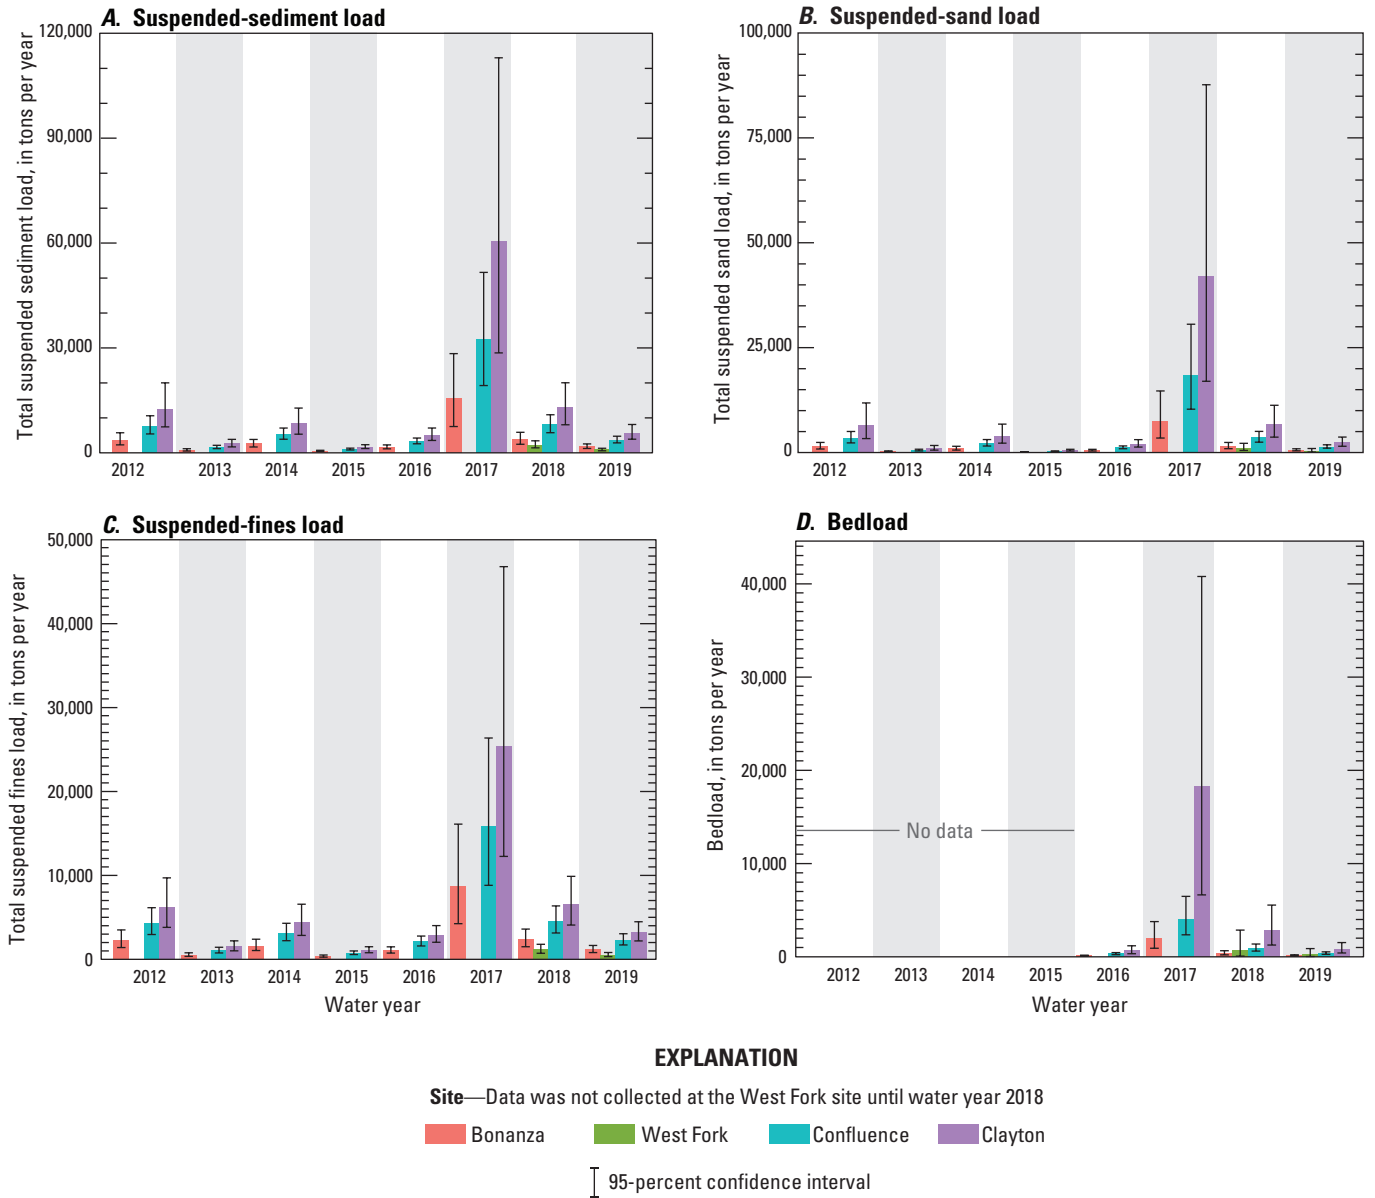 A. Suspended-sediment load
Total suspended sediment load, in tons per year
120,000
90,000
60,000
30,000
0
2012 2013 2014 2015 2016 2017 2018 2019
B. Suspended-sand load
Total suspended sand load, in tons per year
100,000
75,000
50,000
25,000
0
2012 2013 2014 2015 2016 2017 2018 2019
C. Suspended-fines load
Total suspended fines load, in tons per year
50,000
40,000
30,000
20,000
10,000
0
2012 2013 2014 2015 2016 2017 2018 2019
Water year
D. Bedload
Bedload, in tons per year
40,000
30,000
20,000
10,000
0
No data
2012 2013 2014 2015 2016 2017 2018 2019
Water year
EXPLANATION
Site—Data was not collected at the West Fork site until water year 2018
Bonanza West Fork Confluence Clayton
95-percent confidence interval